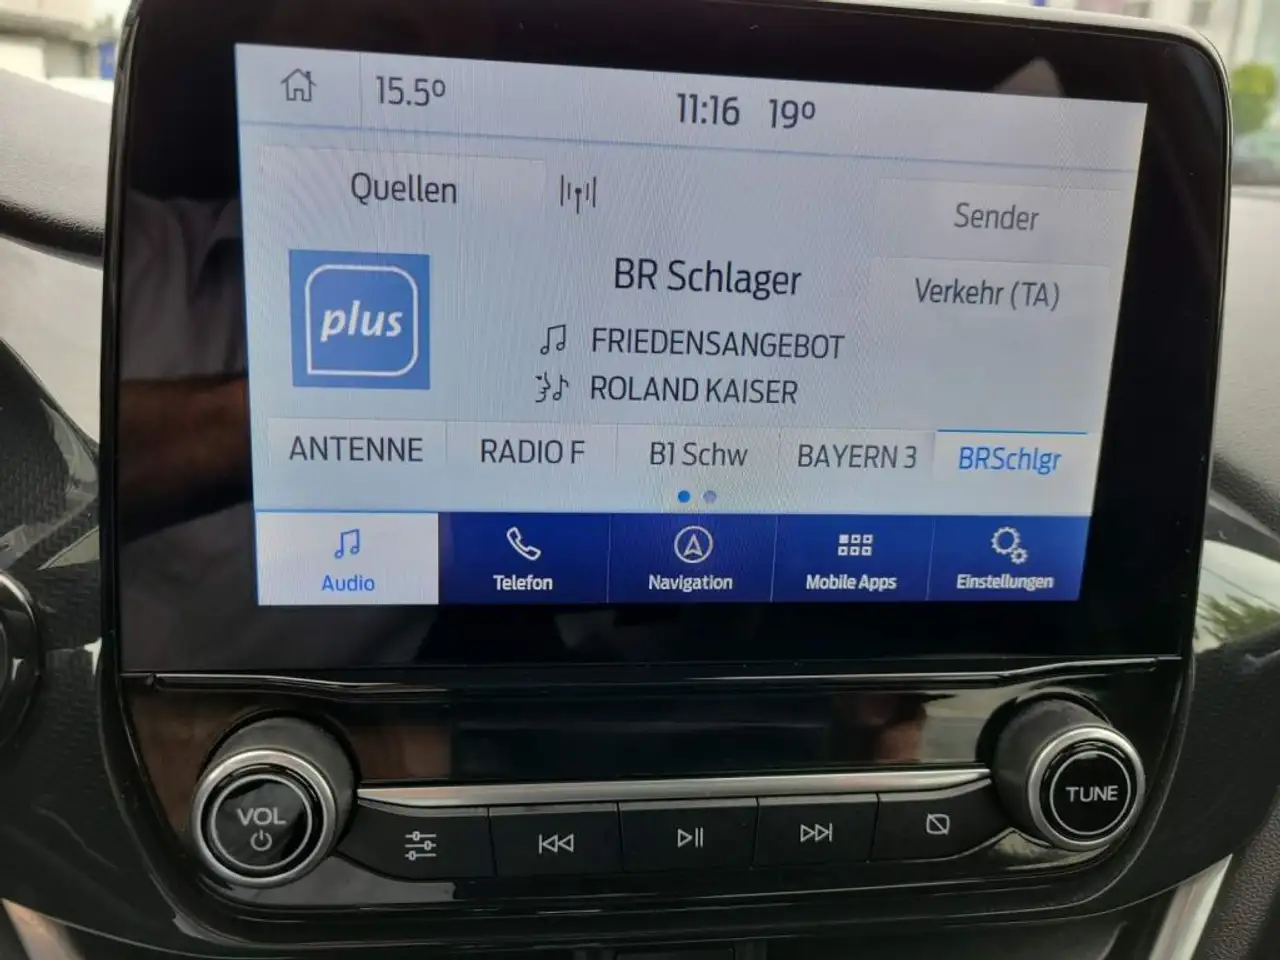 15.5°
11:16 19°
Quellen
Sender
BR Schlager
Verkehr (TA)
plus
FRIEDENSANGEBOT
ROLAND KAISER
ANTENNE RADIO F B1 Schw BAYERN 3 BRSchlgr
Audio Telefon Navigation Mobile Apps Einstellungen
VOL
TUNE